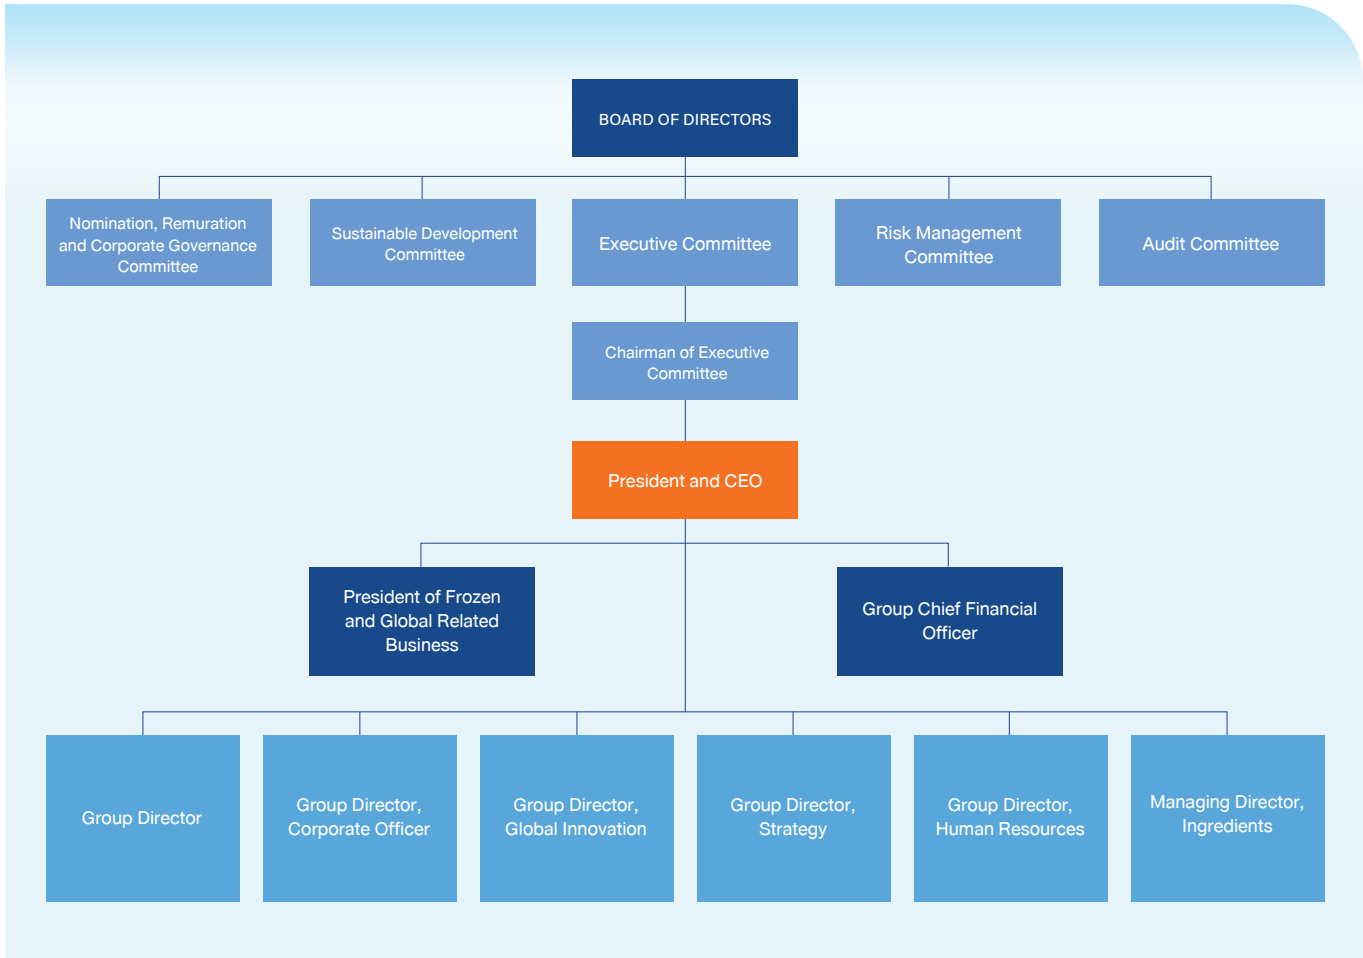 BOARD OF DIRECTORS
Nomination, Remuration
and Corporate Governance
Committee
Sustainable Development
Committee
Executive Committee
Risk Management
Committee
Audit Committee
Chairman of Executive
Committee
President and CEO
President of Frozen
and Global Related
Business
Group Chief Financial
Officer
Group Director
Group Director,
Corporate Officer
Group Director,
Global Innovation
Group Director,
Strategy
Group Director,
Human Resources
Managing Director,
Ingredients